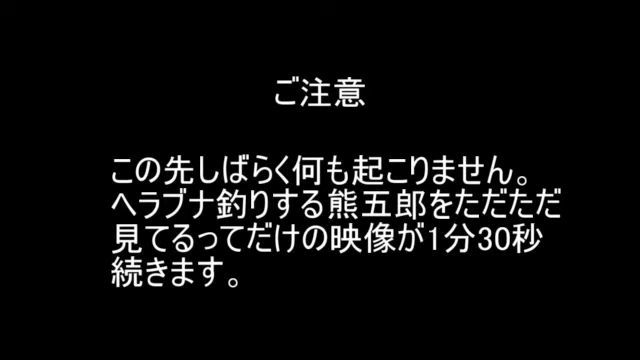 ご注意
この先しばらく何も起こりません。
ヘラブナ釣りする熊五郎をただただ
見てるってだけの映像が1分30秒
続きます。